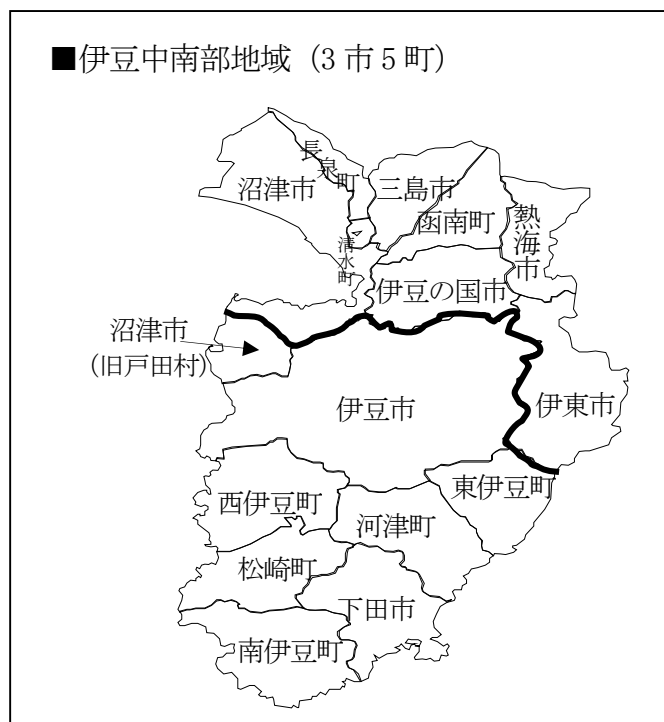 ■伊豆中南部地域（3市5町）
長泉町
沼津市
三島市
函南町
熱海市
清水町
伊豆の国市
沼津市
（旧戸田村）
伊豆市
伊東市
東伊豆町
西伊豆町
河津町
松崎町
下田市
南伊豆町